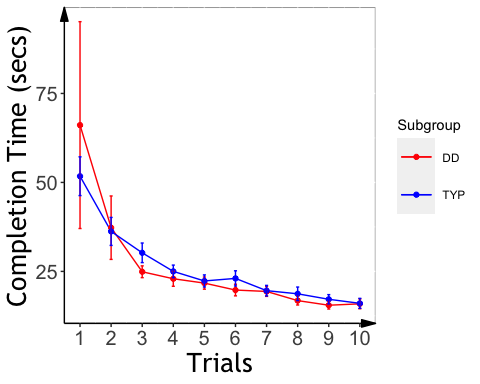 Completion Time (secs)
75
50
25
1 2 3 4 5 6 7 8 9 10
Trials
Subgroup
DD
TYP